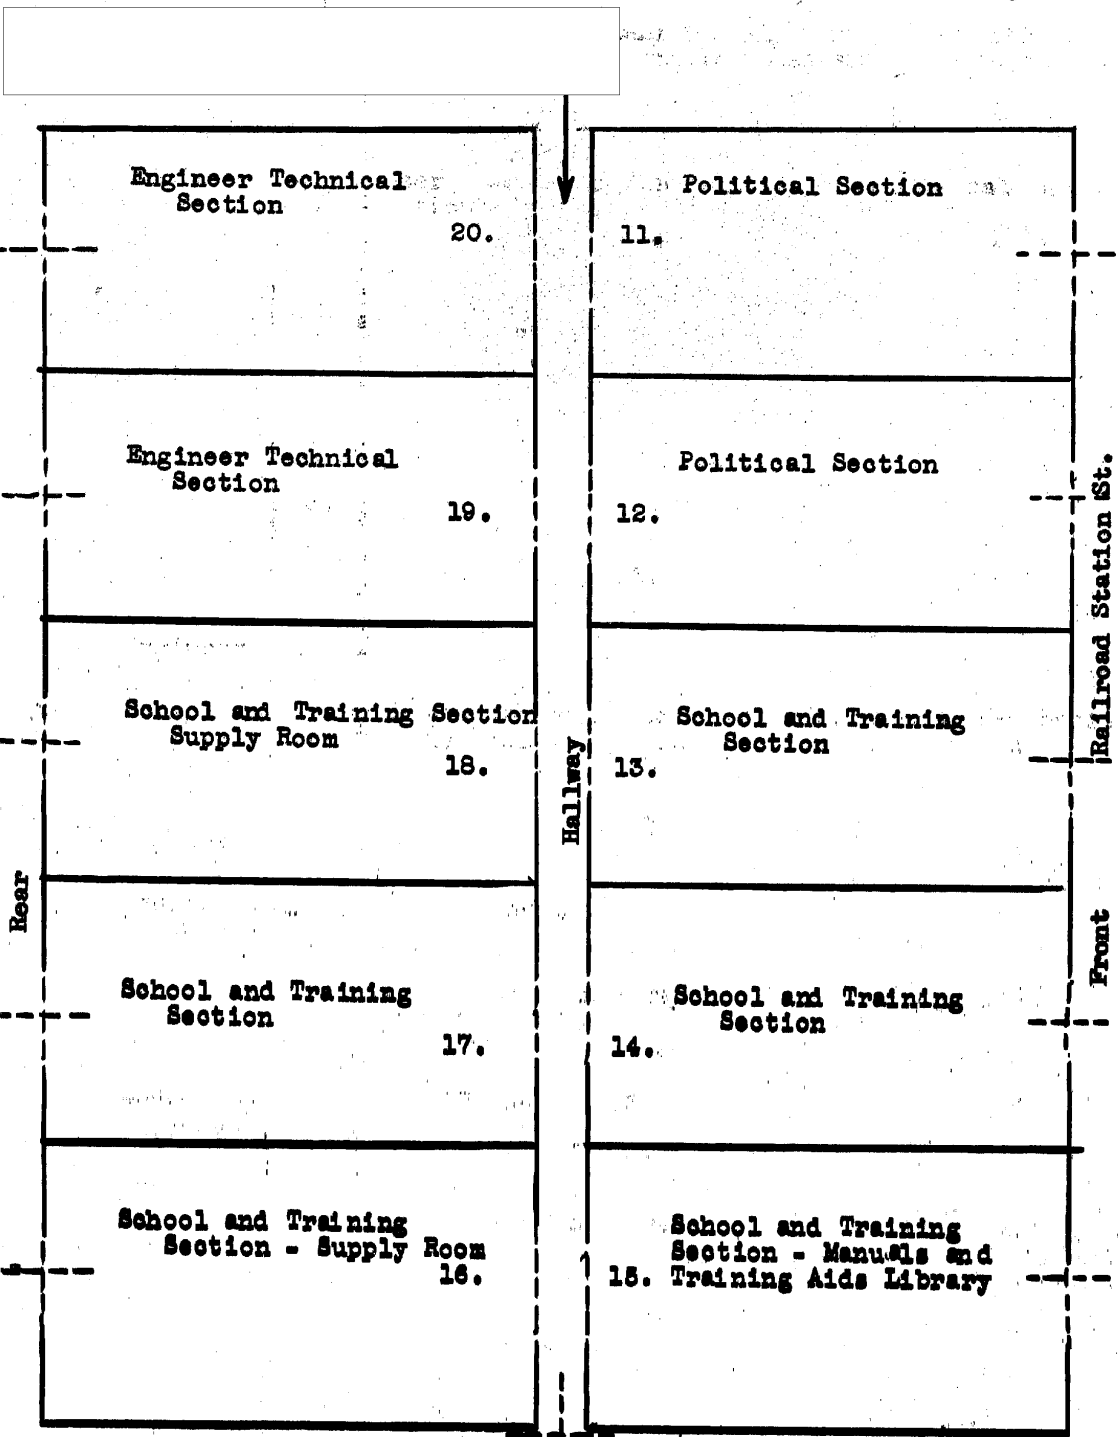 Engineer Technical
Section
20.
Political Section
11.
Engineer Technical
Section
19.
Political Section
12.
School and Training Section
Supply Room
18.
School and Training
Section
13.
School and Training
Section
17.
School and Training
Section
14.
School and Training
Section - Supply Room
16.
School and Training
Section - Manuals and
15. Training Aids Library
Rear
Hallway
Front
Railroad Station St.